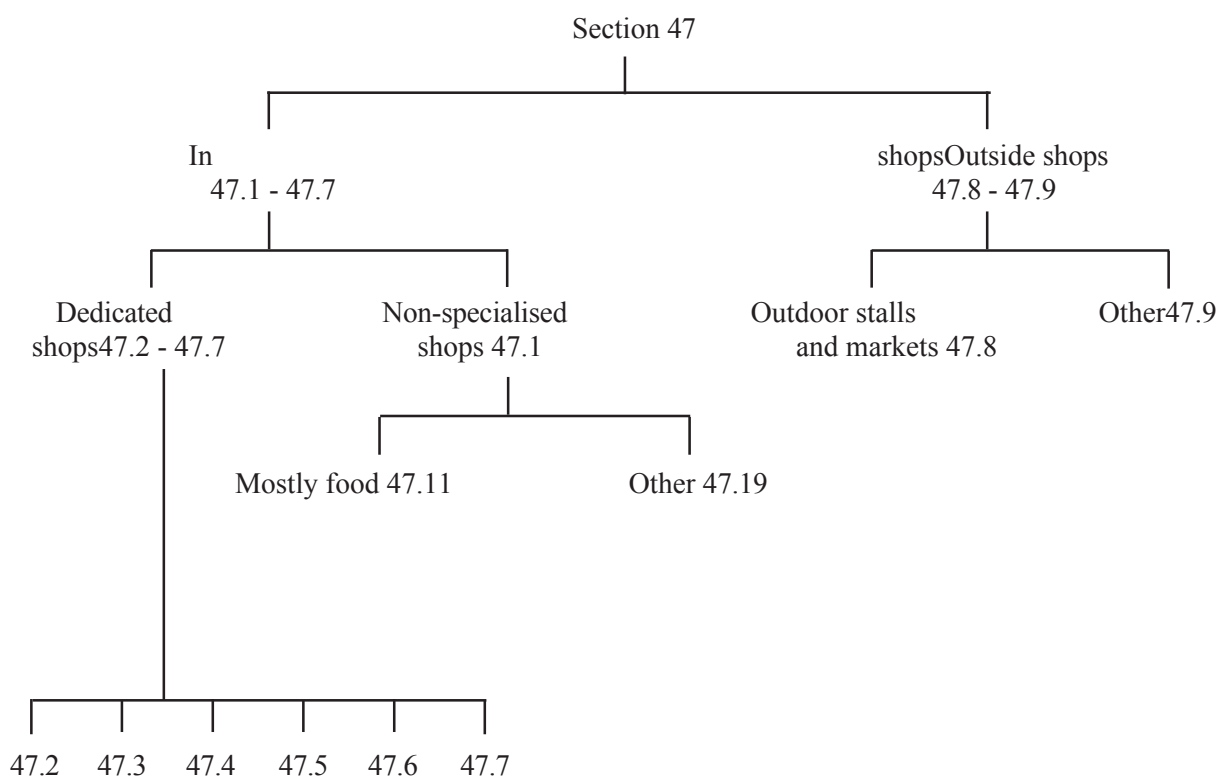 Section 47
In
47.1 - 47.7
shopsOutside shops
47.8 - 47.9
Dedicated
shops47.2 - 47.7
Non-specialised
shops 47.1
Outdoor stalls
and markets 47.8
Other47.9
Mostly food 47.11
Other 47.19
47.2
47.3
47.4
47.5
47.6
47.7